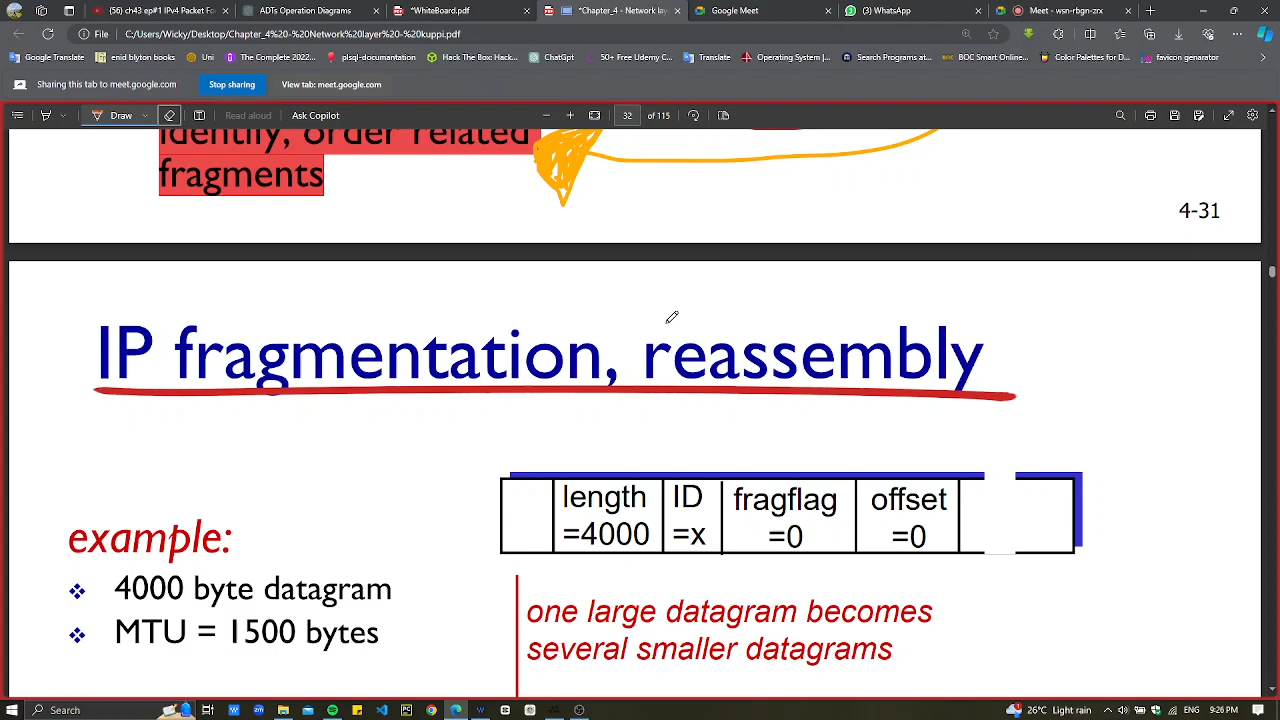 (56) ch43 ep#1 IPv4 Packet Fo
ADTs Operation Diagrams
*WhiteBoard.pdf
*Chapter_4 - Network lay
Google Meet
(3) WhatsApp
Meet - wsn-rrgn-zrx
File
C:/Users/Wicky/Desktop/Chapter_4%20-%20Network%20layer%20-%20kuppi.pdf
Google Translate
enid blyton books
Uni
The Complete 2022...
plsql-documentation
Hack The Box: Hack...
ChatGpt
50+ Free Udemy C...
Translate
Operating System |...
Search Programs at...
BOC Smart Online...
Color Palettes for D...
favicon generator
Sharing this tab to meet.google.com
Stop sharing
View tab: meet.google.com
Draw
Read aloud
Ask Copilot
32
of 115
identify, order related
fragments
4-31
IP fragmentation, reassembly
length
=4000
ID
=x
fragflag
=0
offset
=0
example:
4000 byte datagram
MTU = 1500 bytes
one large datagram becomes
several smaller datagrams
Search
26°C Light rain
ENG
9:26 PM